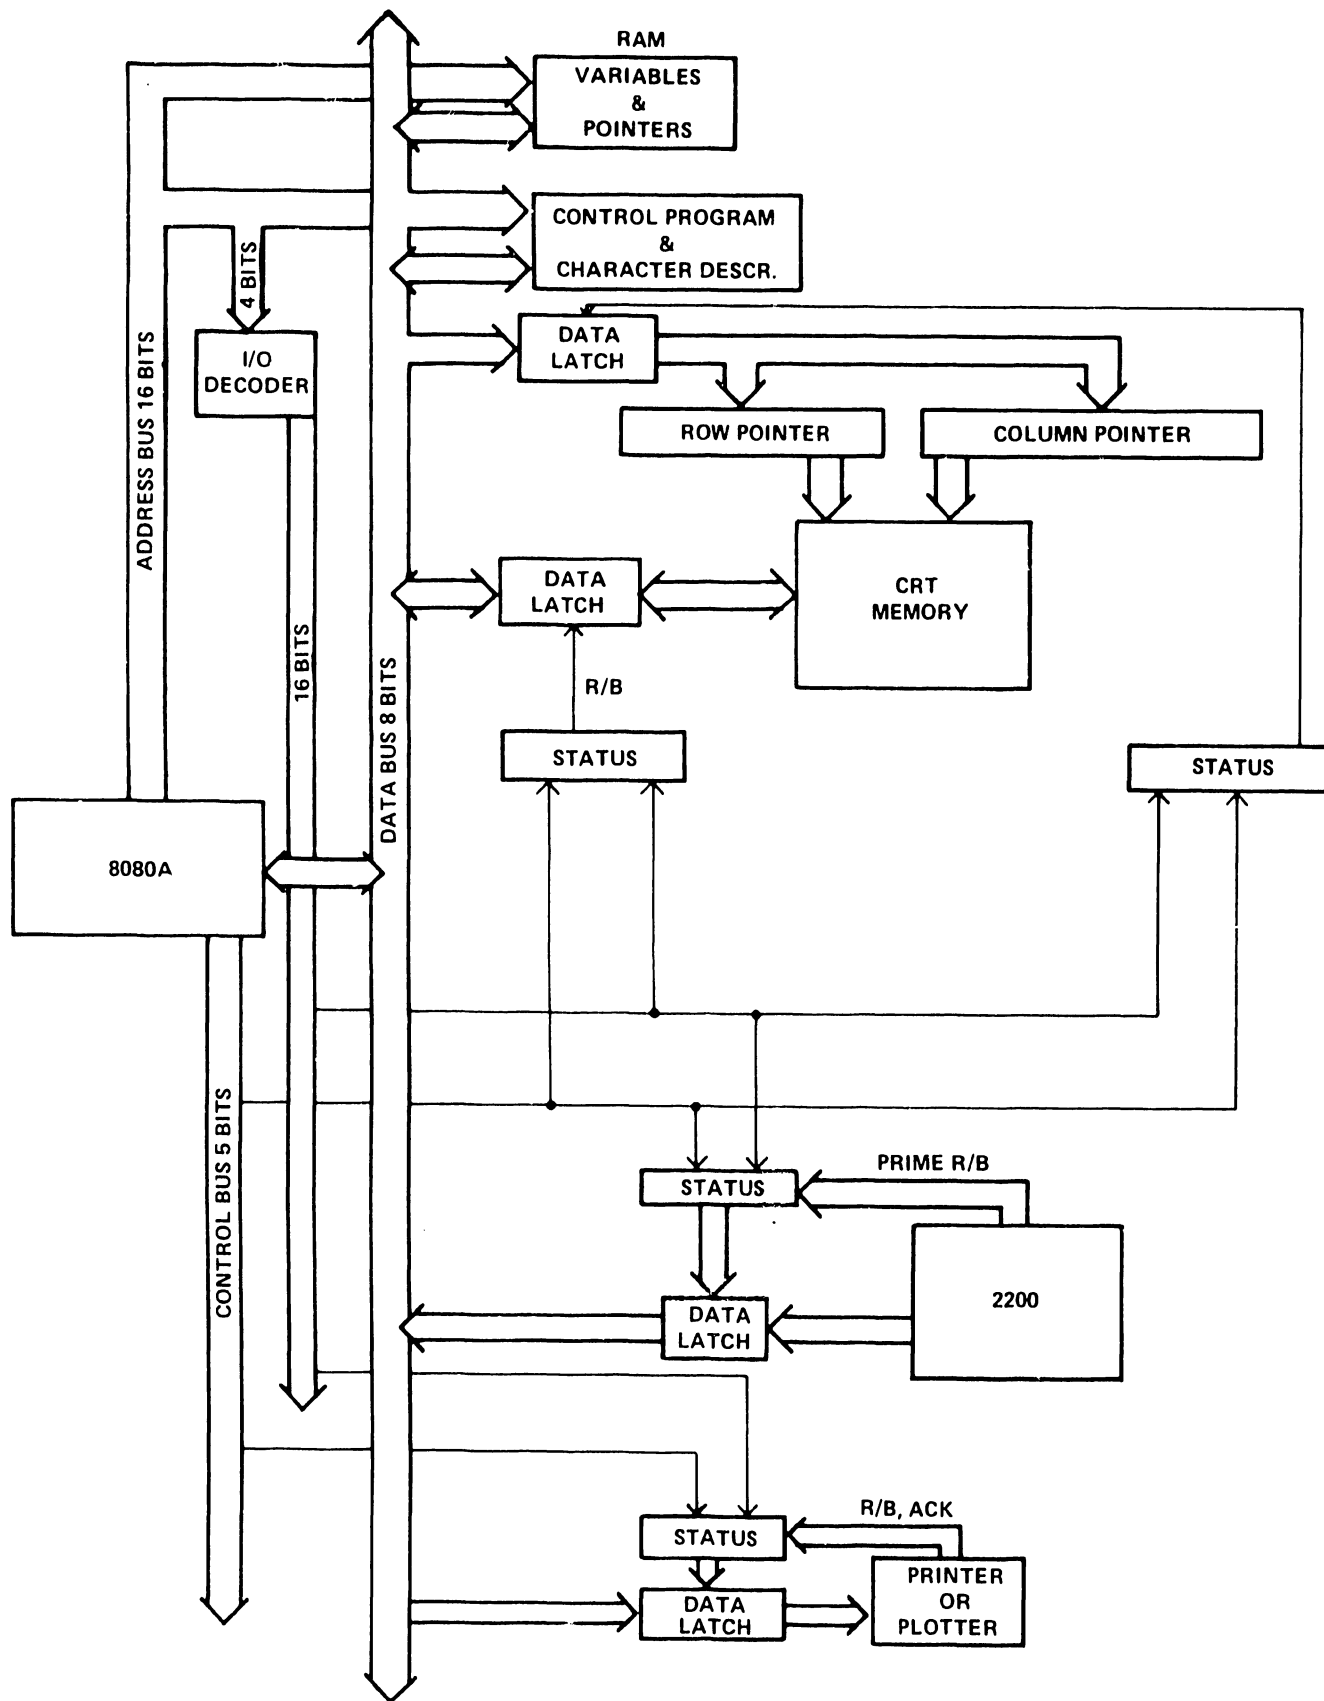 RAM
VARIABLES
&
POINTERS
CONTROL PROGRAM
&
CHARACTER DESCR.
4 BITS
I/O
DECODER
DATA
LATCH
ROW POINTER
COLUMN POINTER
ADDRESS BUS 16 BITS
DATA
LATCH
CRT
MEMORY
16 BITS
R/B
DATA BUS 8 BITS
STATUS
STATUS
8080A
CONTROL BUS 5 BITS
PRIME R/B
STATUS
2200
DATA
LATCH
R/B, ACK
STATUS
PRINTER
OR
PLOTTER
DATA
LATCH